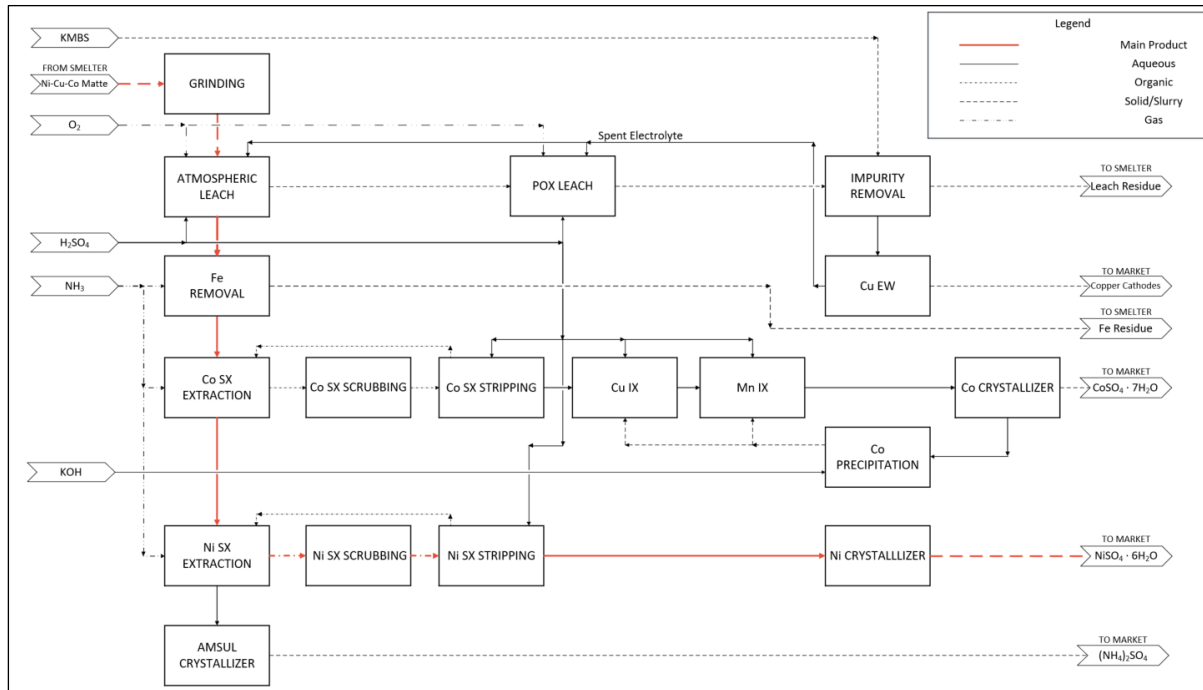 Legend
KMBS
Main Product
FROM SMELTER
Aqueous
Ni-Cu-Co Matte
GRINDING
Organic
Solid/Slurry
Gas
O₂
Spent Electrolyte
ATMOSPHERIC
LEACH
POX LEACH
IMPURITY
REMOVAL
TO SMELTER
Leach Residue
H₂SO₄
NH₃
Fe
REMOVAL
Cu EW
TO MARKET
Copper Cathodes
TO SMELTER
Fe Residue
Co SX
EXTRACTION
Co SX SCRUBBING
Co SX STRIPPING
Cu IX
Mn IX
Co CRYSTALLIZER
TO MARKET
CoSO₄ · 7H₂O
Co
PRECIPITATION
KOH
Ni SX
EXTRACTION
Ni SX SCRUBBING
Ni SX STRIPPING
Ni CRYSTALLLIZER
TO MARKET
NiSO₄ · 6H₂O
AMSUL
CRYSTALLIZER
TO MARKET
(NH₄)₂SO₄